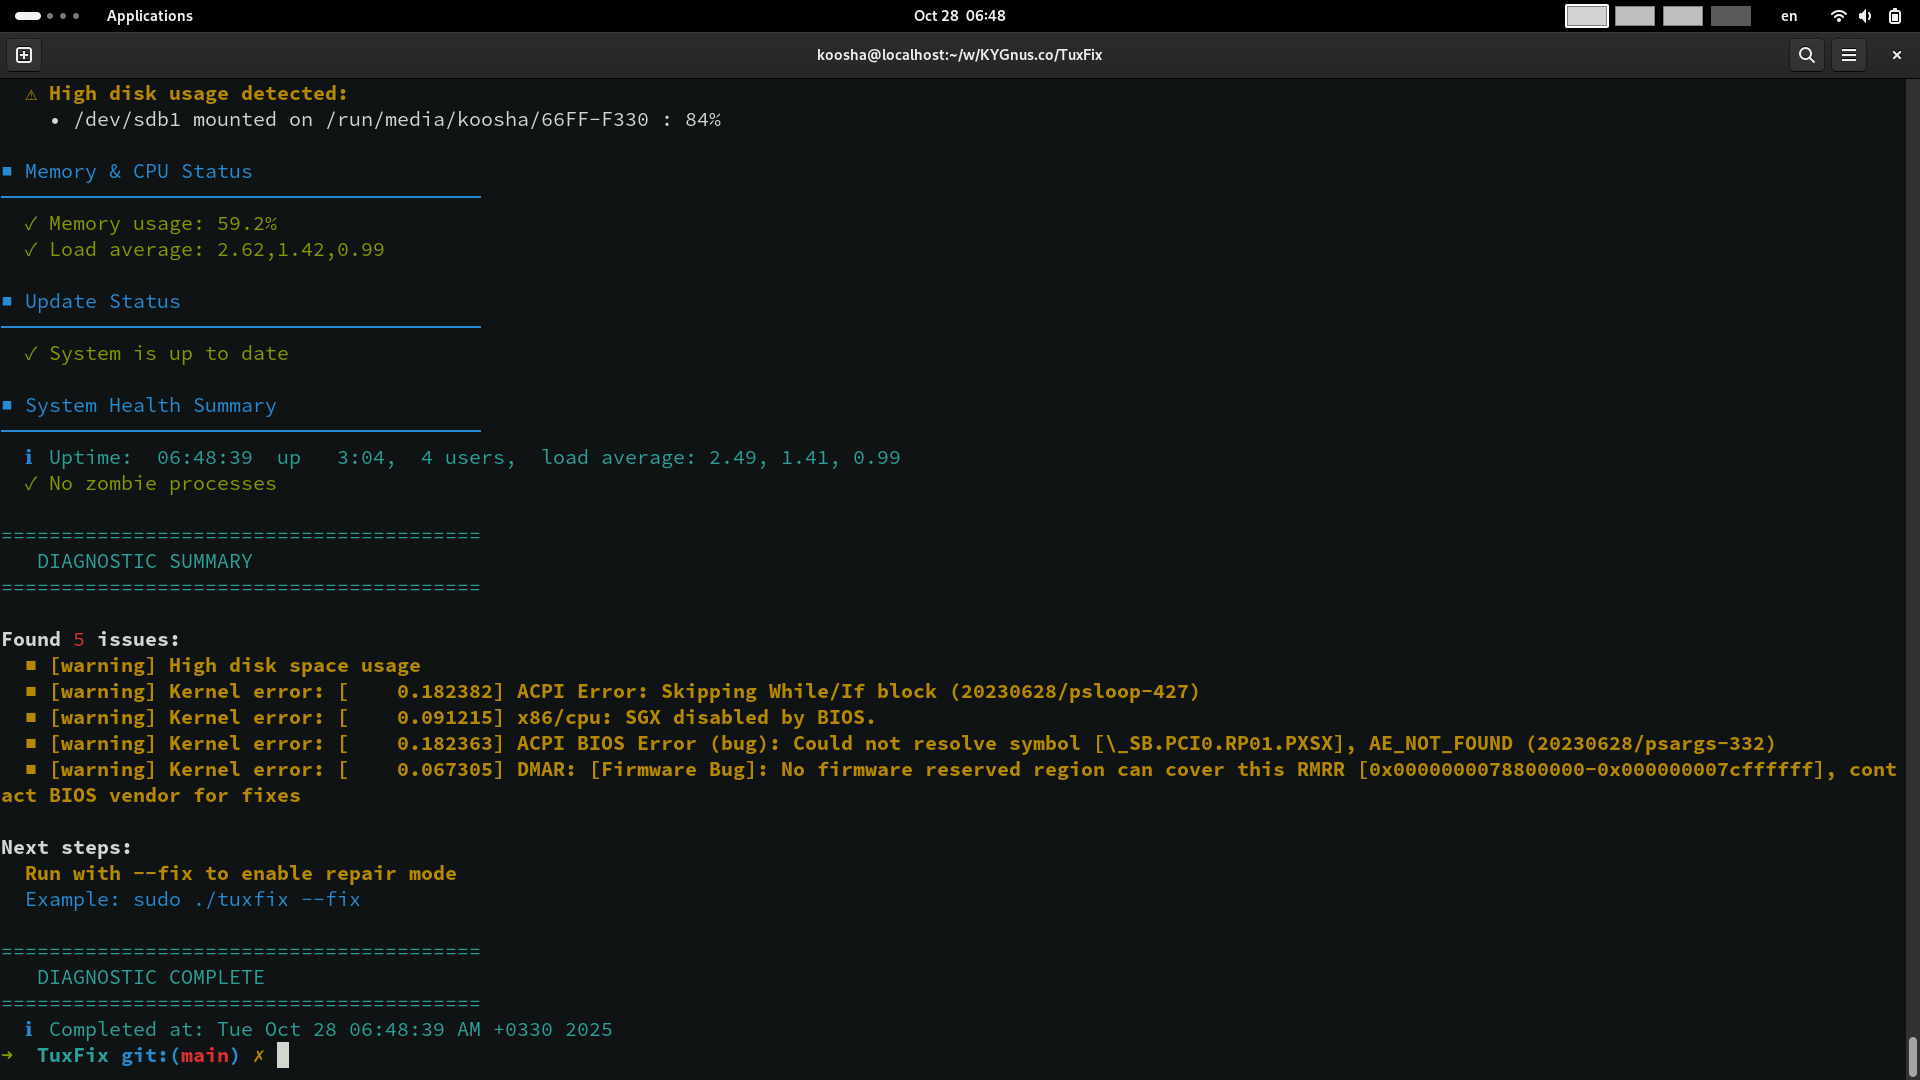 Applications
Oct 28 06:48
en
koosha@localhost:~/w/KYGnus.co/TuxFix
⚠ High disk usage detected:
• /dev/sdb1 mounted on /run/media/koosha/66FF-F330 : 84%
■ Memory & CPU Status
✓ Memory usage: 59.2%
✓ Load average: 2.62,1.42,0.99
■ Update Status
✓ System is up to date
■ System Health Summary
ℹ Uptime:  06:48:39  up   3:04,  4 users,  load average: 2.49, 1.41, 0.99
✓ No zombie processes
========================================
DIAGNOSTIC SUMMARY
========================================
Found 5 issues:
■ [warning] High disk space usage
■ [warning] Kernel error: [    0.182382] ACPI Error: Skipping While/If block (20230628/psloop-427)
■ [warning] Kernel error: [    0.091215] x86/cpu: SGX disabled by BIOS.
■ [warning] Kernel error: [    0.182363] ACPI BIOS Error (bug): Could not resolve symbol [\_SB.PCI0.RP01.PXSX], AE_NOT_FOUND (20230628/psargs-332)
■ [warning] Kernel error: [    0.067305] DMAR: [Firmware Bug]: No firmware reserved region can cover this RMRR [0x0000000078800000-0x000000007cffffff], cont
act BIOS vendor for fixes
Next steps:
Run with --fix to enable repair mode
Example: sudo ./tuxfix --fix
========================================
DIAGNOSTIC COMPLETE
========================================
ℹ Completed at: Tue Oct 28 06:48:39 AM +0330 2025
➜  TuxFix git:(main) ✗